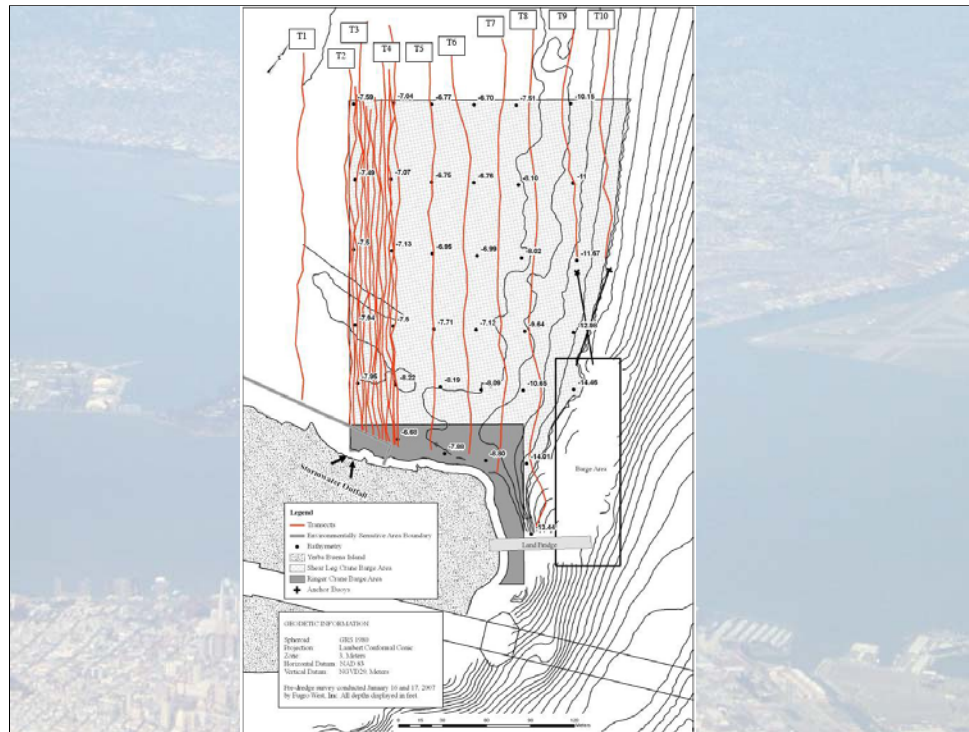 T1
T2
T3
T4
T5
T6
T7
T8
T9
T10
-7.59
-7.04
-6.77
-6.70
-7.51
-10.15
-7.49
-7.07
-6.75
-6.76
-8.10
-11
-7.5
-7.13
-6.95
-6.99
-8.02
-11.67
-7.64
-7.5
-7.71
-7.12
-9.64
-12.96
-7.95
-8.22
-8.19
-8.09
-10.65
-14.46
-6.60
-7.88
-8.80
-14.01
-13.44
Barge Area
Land Bridge
Stormwater Outfall
Legend
Transects
Environmentally Sensitive Area Boundary
Bathymetry
Yerba Buena Island
Shear Leg Crane Barge Area
Ringer Crane Barge Area
Anchor Buoys
GEODETIC INFORMATION
Spheroid GRS 1980
Projection Lambert Conformal Conic
Zone 3, Meters
Horizontal Datum NAD 83
Vertical Datum NGVD29, Meters
Pre-dredge survey conducted January 16 and 17, 2007
by Fugro West, Inc. All depths displayed in feet